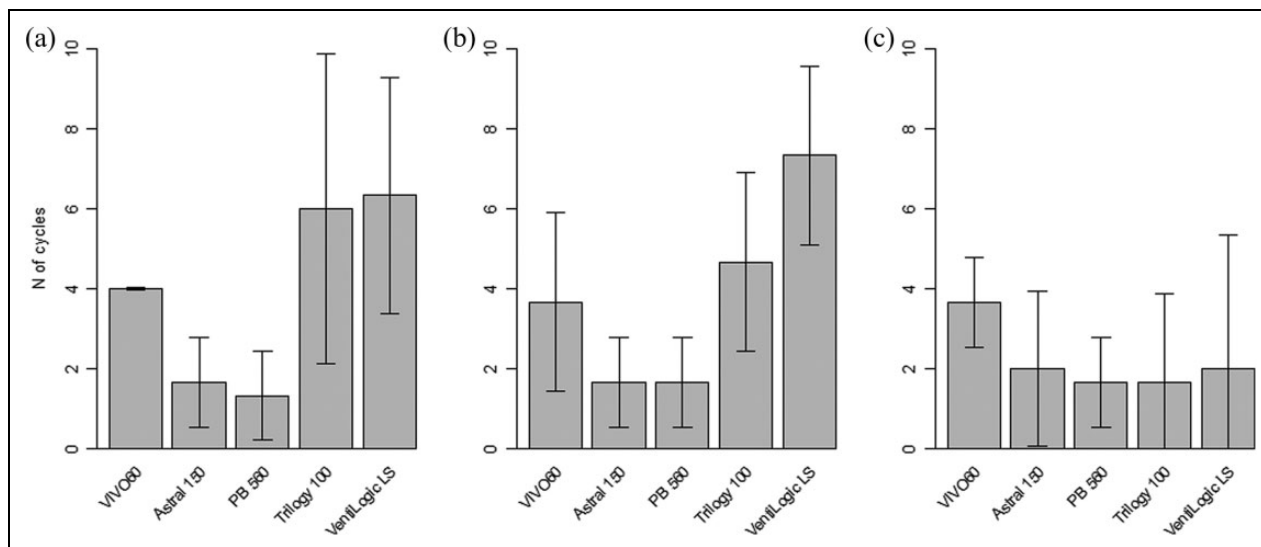 (a)
N of cycles
0
2
4
6
8
10
VIVO60
Astral 150
PB 560
Trilogy 100
VentiLogic LS
(b)
0
2
4
6
8
10
VIVO60
Astral 150
PB 560
Trilogy 100
VentiLogic LS
(c)
0
2
4
6
8
10
VIVO60
Astral 150
PB 560
Trilogy 100
VentiLogic LS